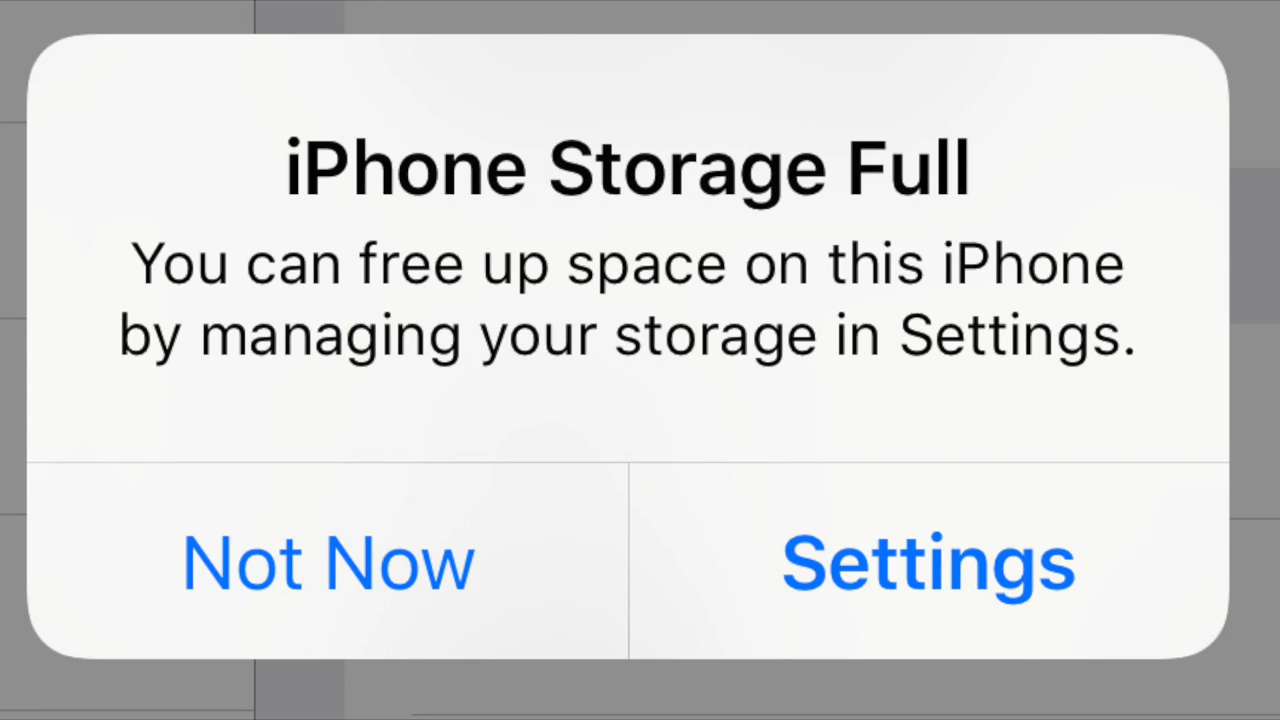 iPhone Storage Full
You can free up space on this iPhone
by managing your storage in Settings.
Not Now
Settings